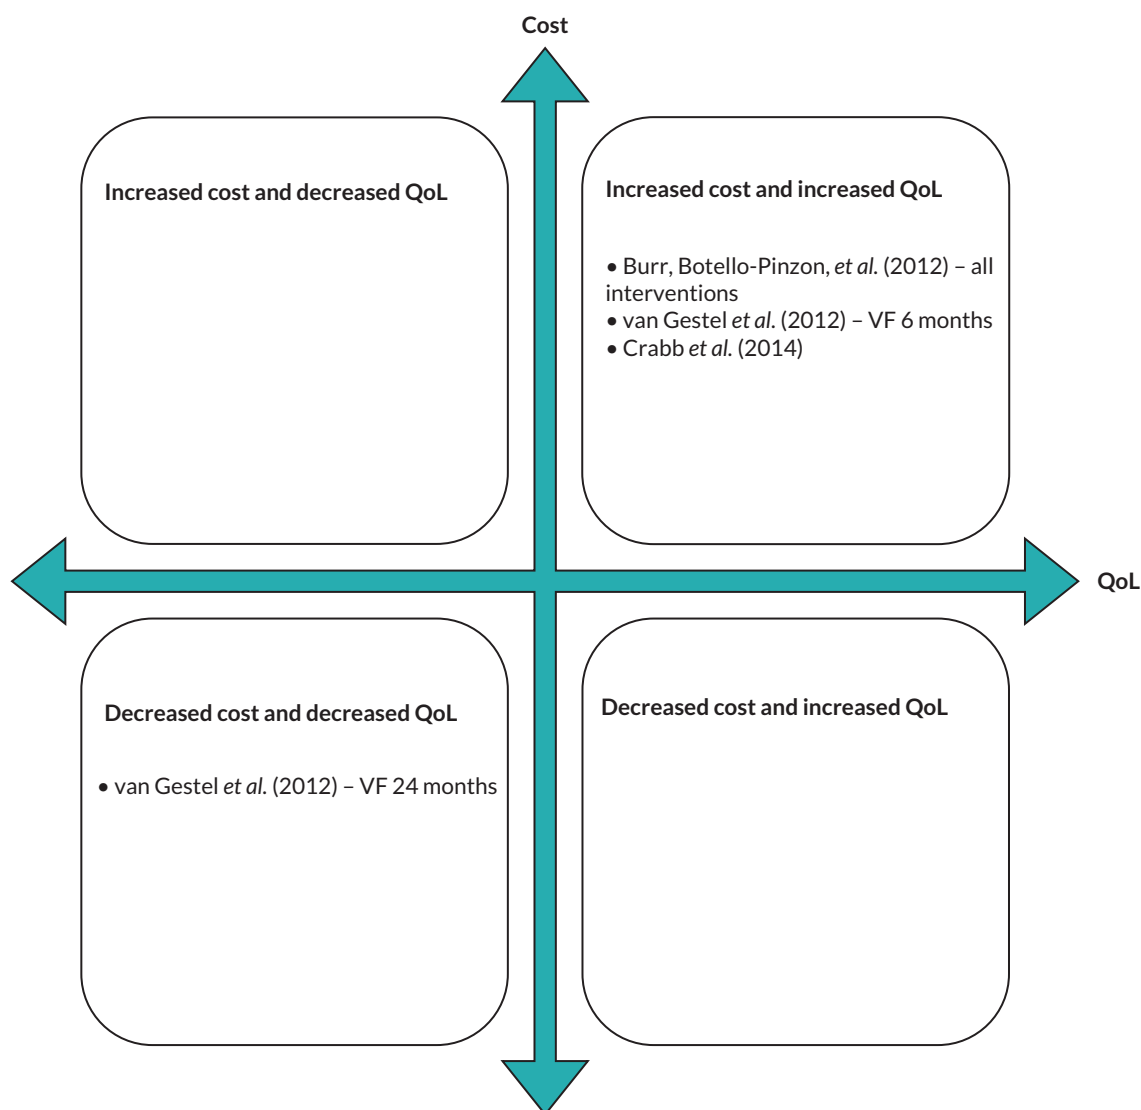 Cost
Increased cost and decreased QoL
Increased cost and increased QoL
• Burr, Botello-Pinzon, et al. (2012) – all
interventions
• van Gestel et al. (2012) – VF 6 months
• Crabb et al. (2014)
QoL
Decreased cost and decreased QoL
• van Gestel et al. (2012) – VF 24 months
Decreased cost and increased QoL